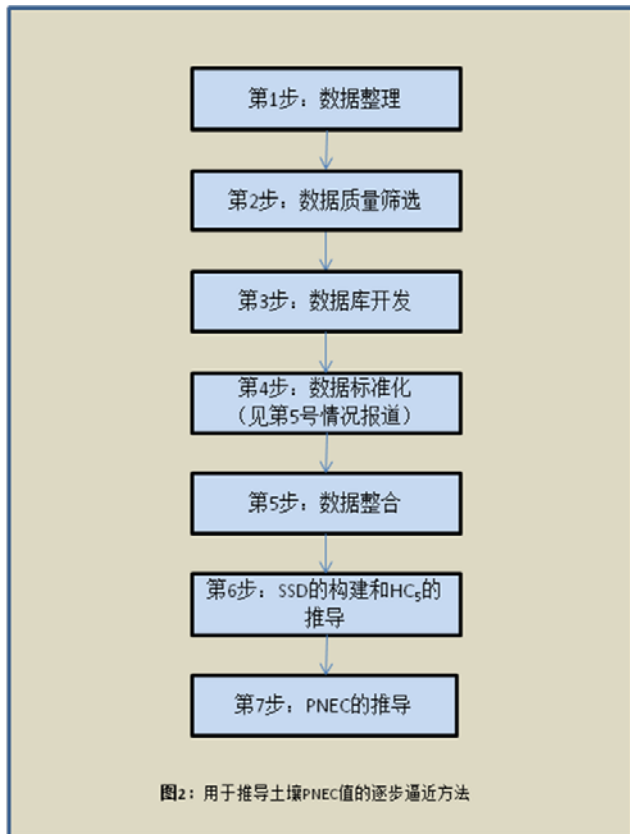 第1步：数据整理
第2步：数据质量筛选
第3步：数据库开发
第4步：数据标准化
（见第5号情况报道）
第5步：数据整合
第6步：SSD的构建和HC₅的
推导
第7步：PNEC的推导
图2：用于推导土壤PNEC值的逐步逼近方法